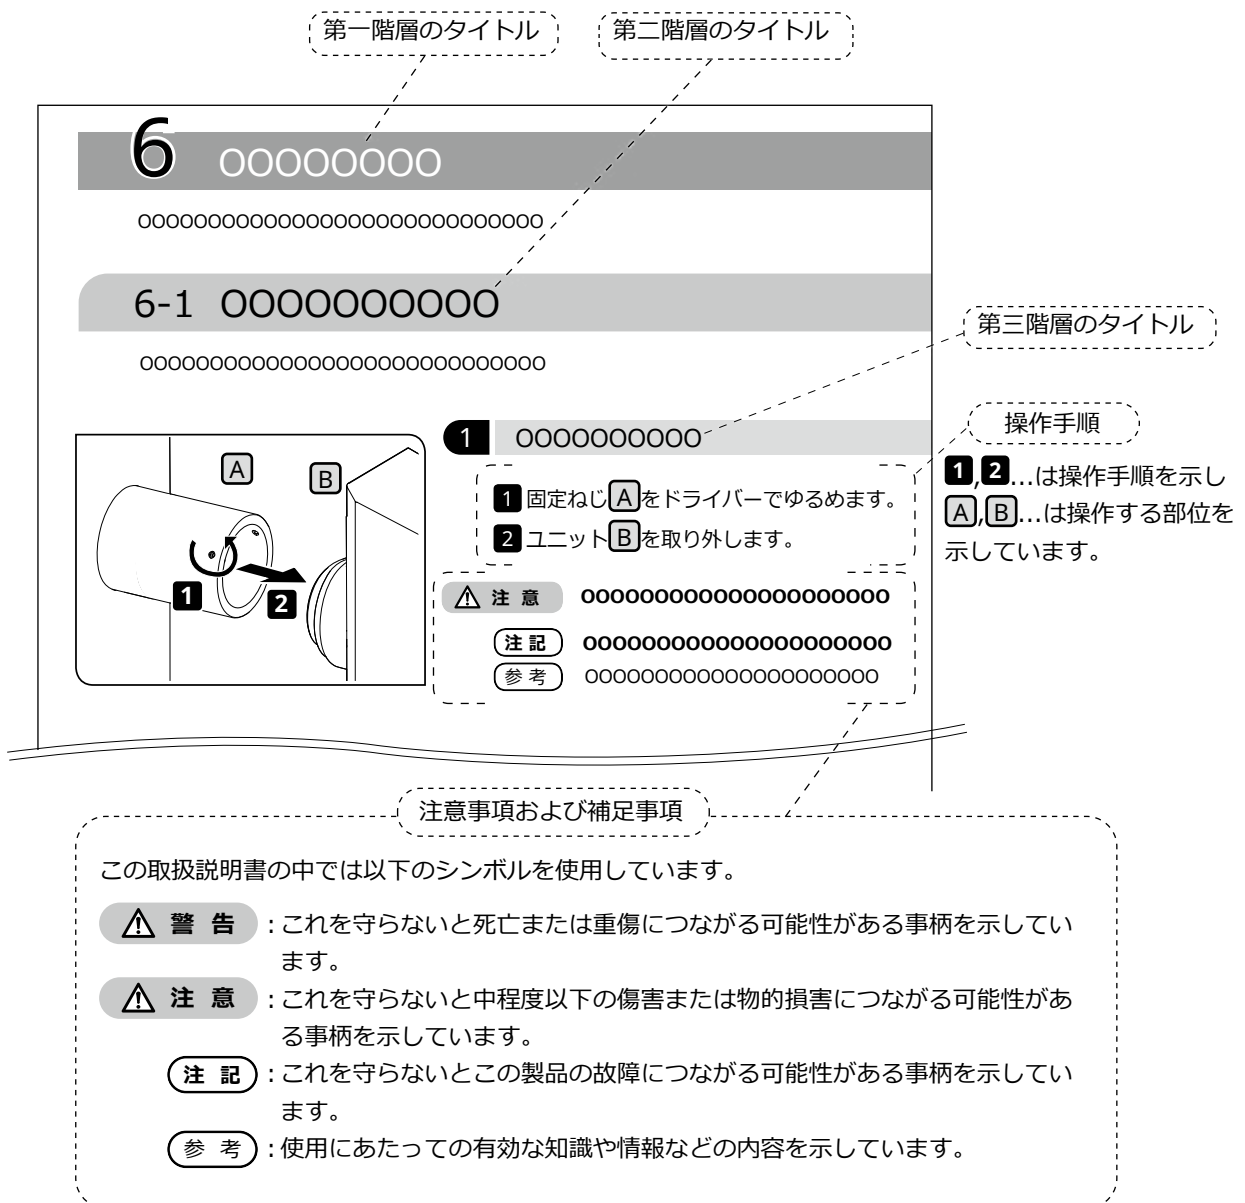 第一階層のタイトル
第二階層のタイトル
6 OOOOOOOO
OOOOOOOOOOOOOOOOOOOOOOOOOOOOO
6-1 OOOOOOOOOO
第三階層のタイトル
OOOOOOOOOOOOOOOOOOOOOOOOOOOOO
操作手順
1 OOOOOOOOOO
1,2...は操作手順を示し
A,B...は操作する部位を
示しています。
A
B
1
2
1 固定ねじAをドライバーでゆるめます。
2 ユニットBを取り外します。
⚠ 注 意 OOOOOOOOOOOOOOOOOOOOO
注 記 OOOOOOOOOOOOOOOOOOOOO
参 考 OOOOOOOOOOOOOOOOOOOOO
注意事項および補足事項
この取扱説明書の中では以下のシンボルを使用しています。
⚠ 警 告 : これを守らないと死亡または重傷につながる可能性がある事柄を示してい
ます。
⚠ 注 意 : これを守らないと中程度以下の傷害または物的損害につながる可能性があ
る事柄を示しています。
注 記 : これを守らないとこの製品の故障につながる可能性がある事柄を示してい
ます。
参 考 : 使用にあたっての有効な知識や情報などの内容を示しています。